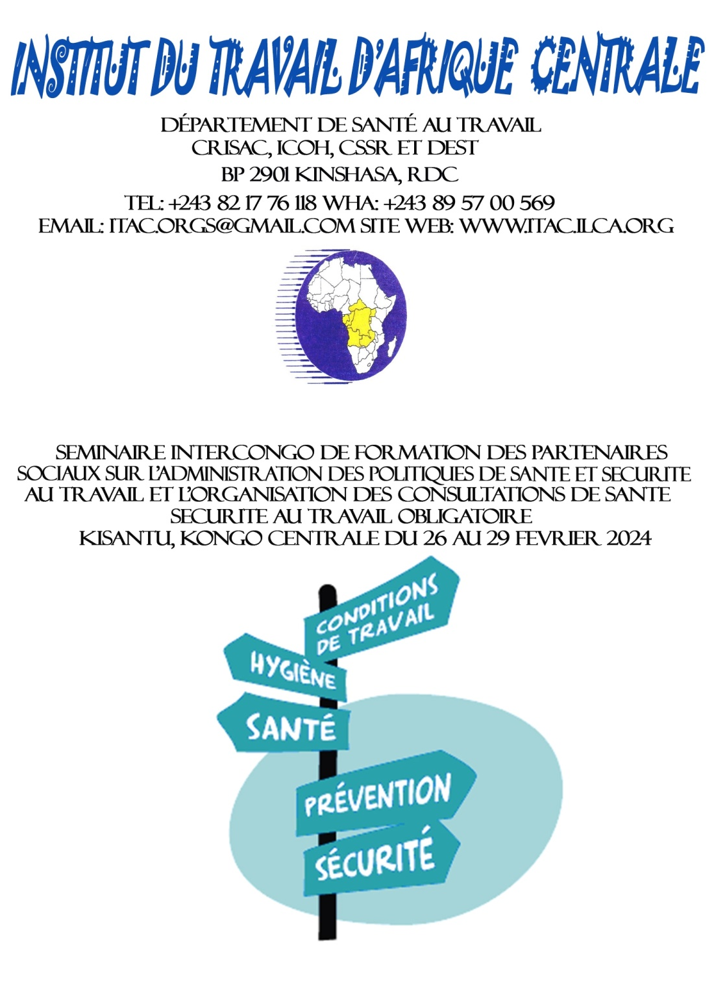 INSTITUT DU TRAVAIL D'AFRIQUE CENTRALE
DÉPARTEMENT DE SANTÉ AU TRAVAIL
CRISAC, ICOH, CSSR ET DEST
BP 2901 KINSHASA, RDC
TEL: +243 82 17 76 118 WHA: +243 89 57 00 569
EMAIL: ITAC.ORGS@GMAIL.COM SITE WEB: WWW.ITAC.ILCA.ORG
SEMINAIRE INTERCONGO DE FORMATION DES PARTENAIRES
SOCIAUX SUR L'ADMINISTRATION DES POLITIQUES DE SANTE ET SECURITE
AU TRAVAIL ET L'ORGANISATION DES CONSULTATIONS DE SANTE
SECURITE AU TRAVAIL OBLIGATOIRE
KISANTU, KONGO CENTRALE DU 26 AU 29 FEVRIER 2024
CONDITIONS
DE TRAVAIL
HYGIÈNE
SANTÉ
PRÉVENTION
SÉCURITÉ